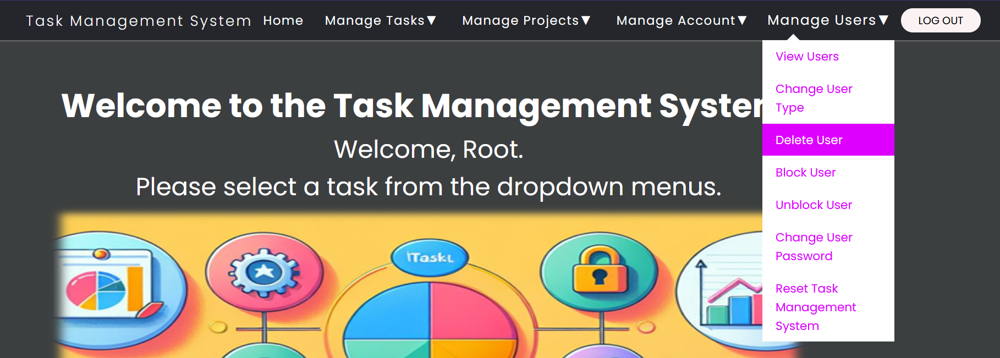 Task Management System Home Manage Tasks▼ Manage Projects▼ Manage Account▼ Manage Users▼ LOG OUT
View Users
Change User
Type
Delete User
Block User
Unblock User
Change User
Password
Reset Task
Management
System
Welcome to the Task Management System
Welcome, Root.
Please select a task from the dropdown menus.